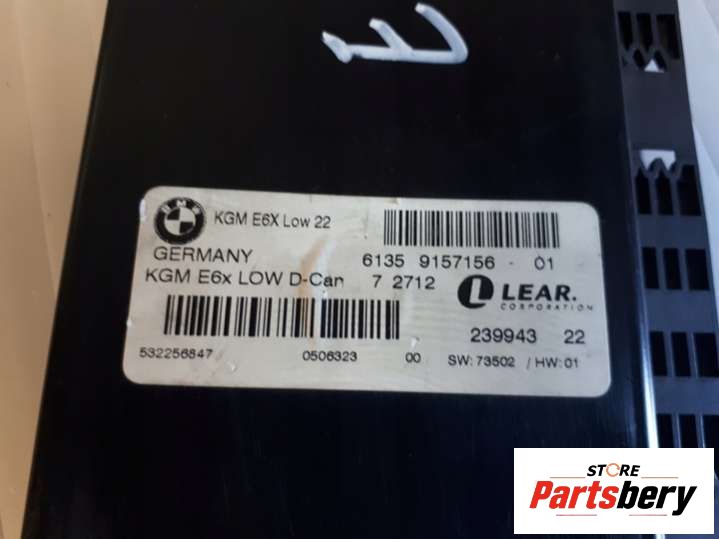 BMW
KGM E6X Low 22
GERMANY
6135 9157156 - 01
KGM E6x LOW D-Can 7 2712
LEAR.
CORPORATION
239943 22
532256847 0506323 00
SW: 73502 / HW: 01
STORE
Partsbery